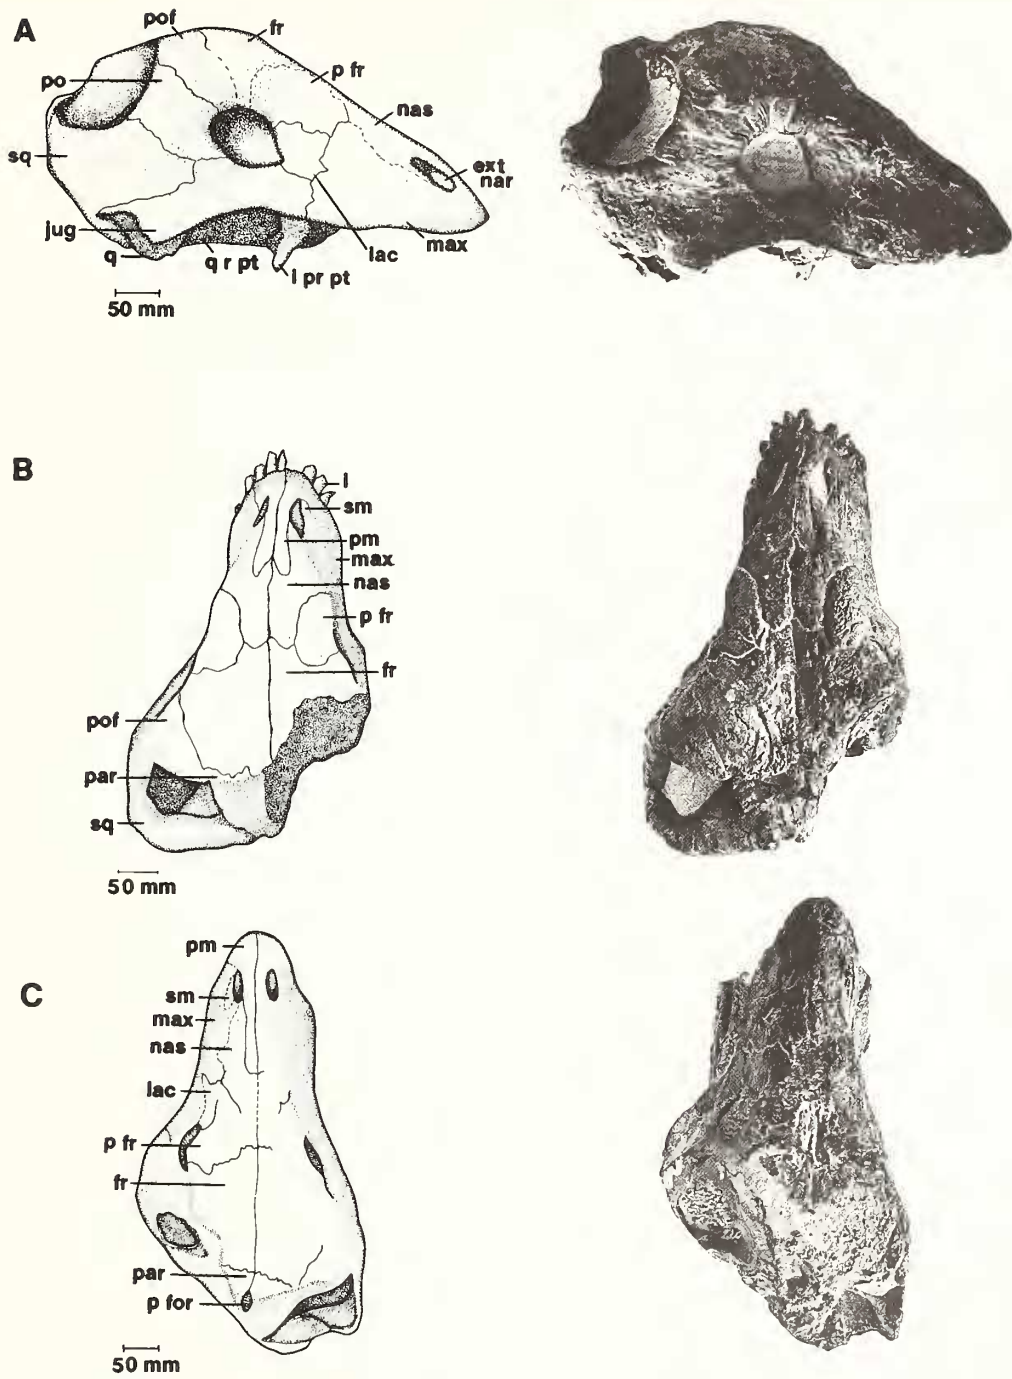 A
pof
fr
po
p fr
nas
sq
ext
nar
jug
max
lac
q
q r pt
l pr pt
50 mm
B
I
sm
pm
max
nas
p fr
fr
pof
par
sq
50 mm
pm
C
sm
max
nas
lac
p fr
fr
par
p for
50 mm